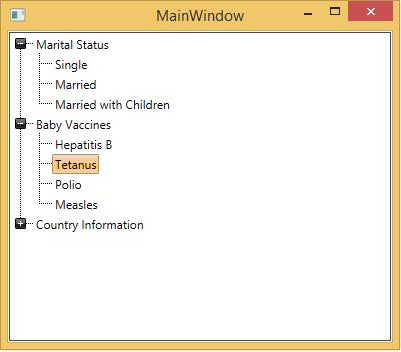 MainWindow
Marital Status
Single
Married
Married with Children
Baby Vaccines
Hepatitis B
Tetanus
Polio
Measles
Country Information